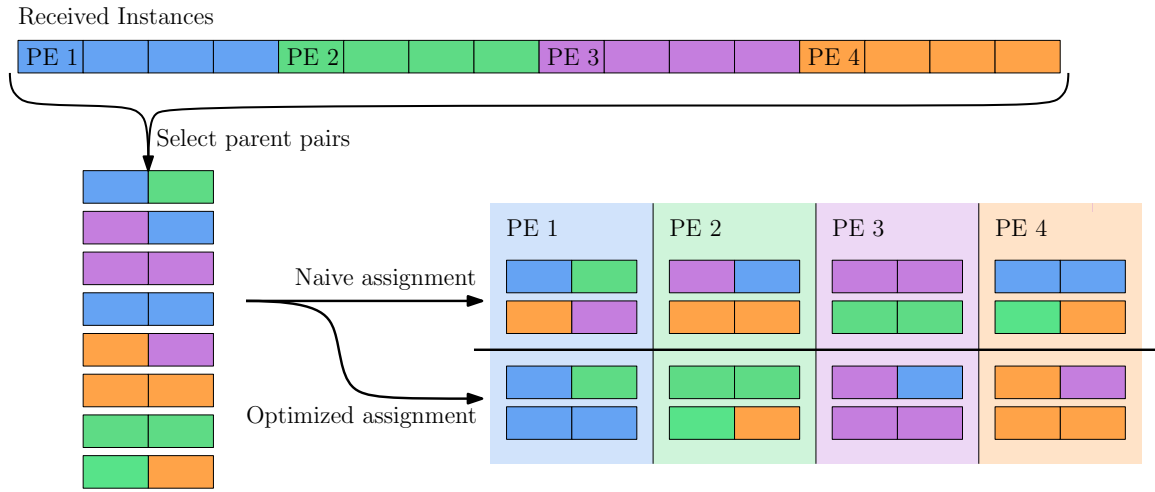 Received Instances
PE 1 PE 2 PE 3 PE 4
Select parent pairs
PE 1 PE 2 PE 3 PE 4
Naive assignment
Optimized assignment